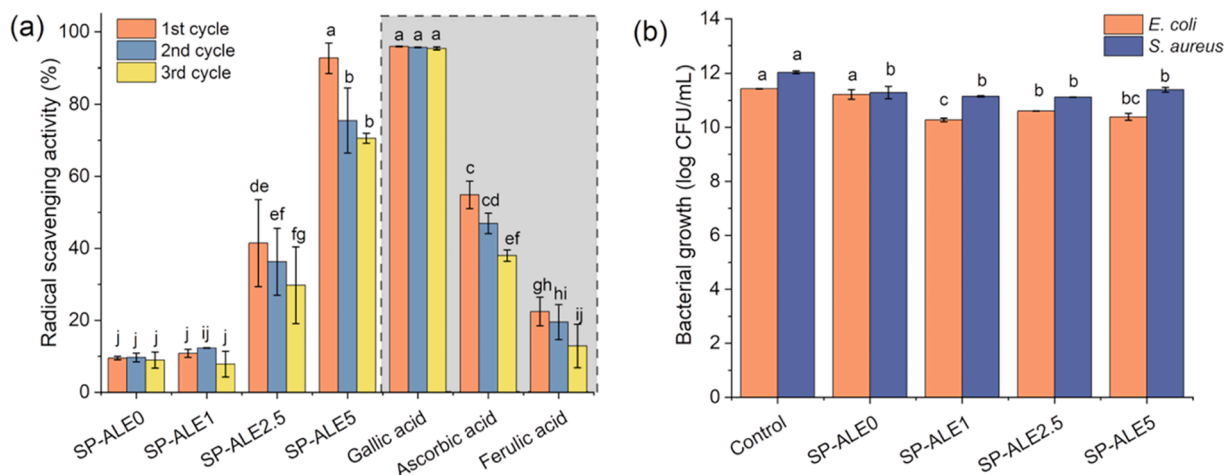 (a)
1st cycle
2nd cycle
3rd cycle
Radical scavenging activity (%)
100
80
60
40
20
0
j j j
j ij j
de ef fg
a b b
a a a
c cd ef
gh hi ij
SP-ALE0
SP-ALE1
SP-ALE2.5
SP-ALE5
Gallic acid
Ascorbic acid
Ferulic acid
(b)
E. coli
S. aureus
Bacterial growth (log CFU/mL)
14
12
10
8
6
4
2
0
a a
a b
c b
b b
bc b
Control
SP-ALE0
SP-ALE1
SP-ALE2.5
SP-ALE5